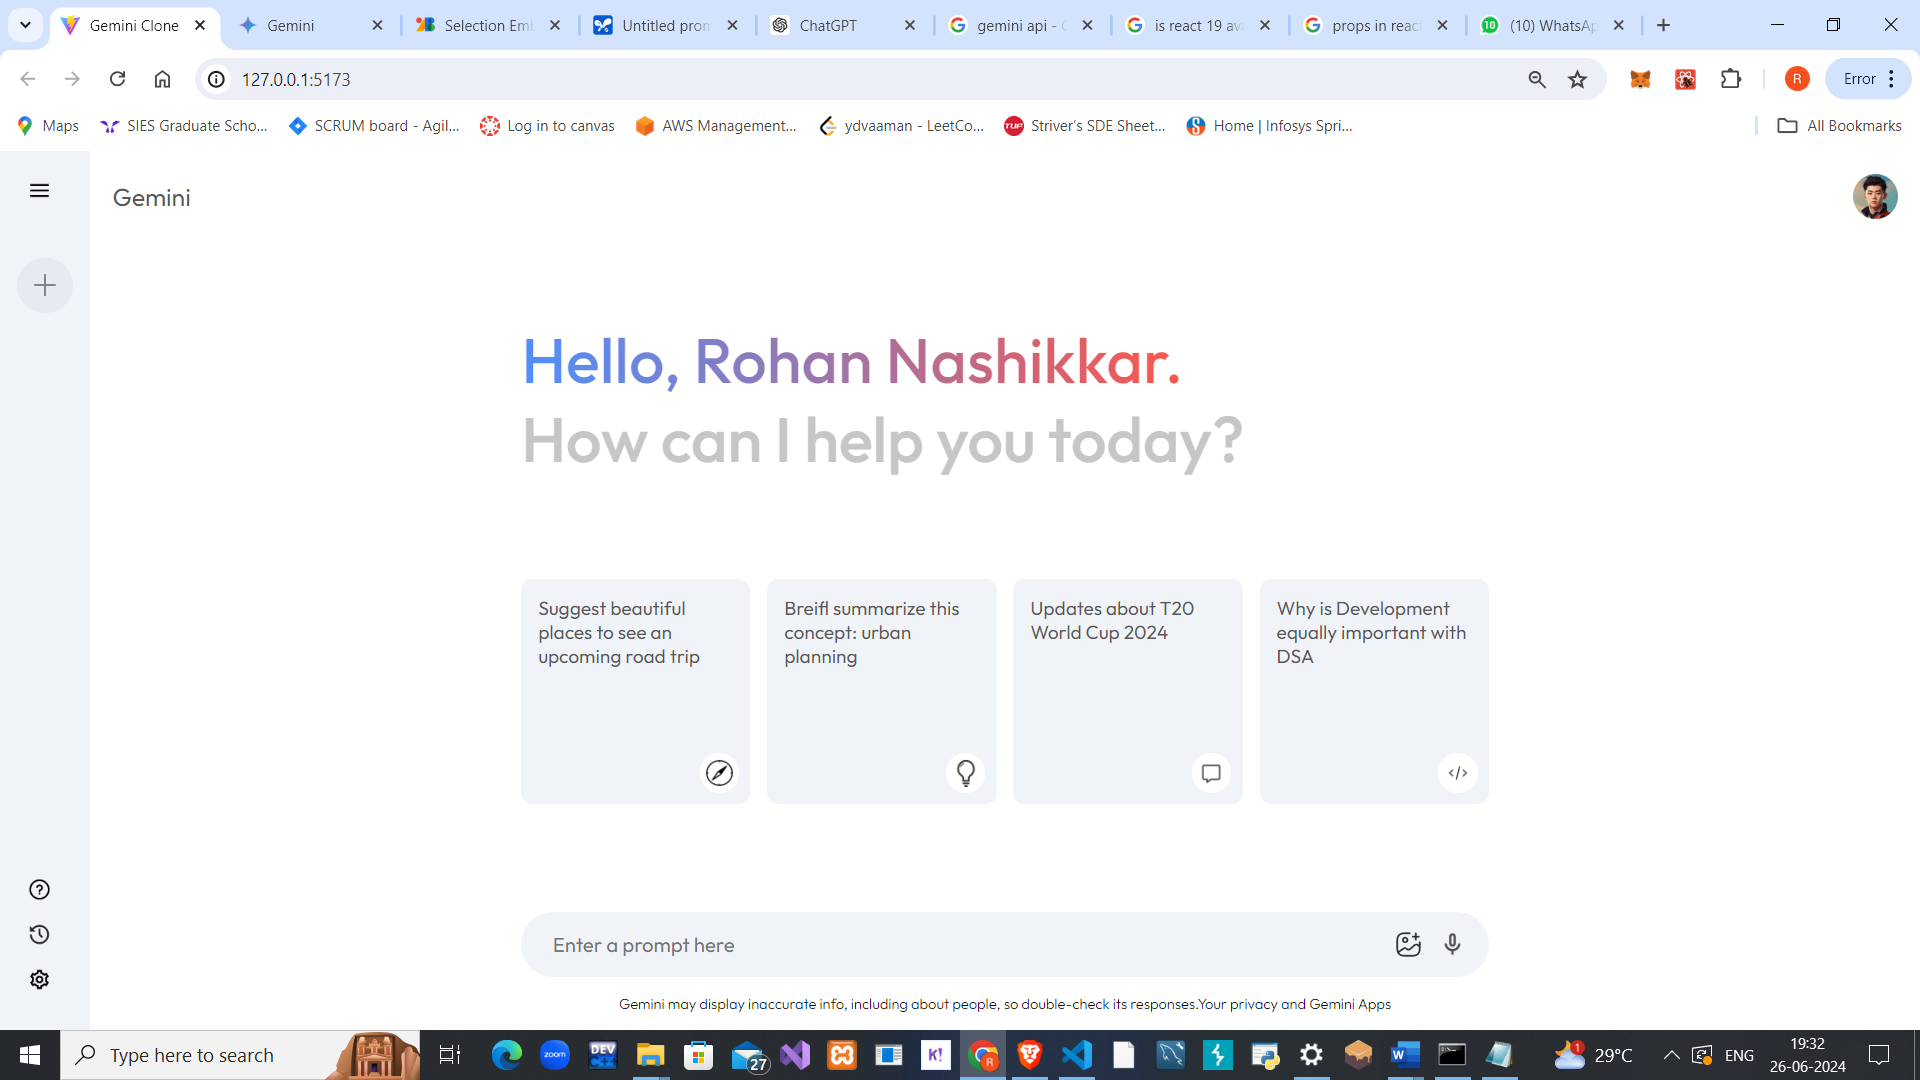 Gemini Clone
Gemini
Selection Em
Untitled pron
ChatGPT
gemini api -
is react 19 av
props in reac
10
(10) WhatsAp
127.0.0.1:5173
R
Error
Maps
SIES Graduate Scho...
SCRUM board - Agil...
Log in to canvas
AWS Management...
ydvaaman - LeetCo...
TUF
Striver's SDE Sheet...
Home | Infosys Spri...
All Bookmarks
Gemini
Hello, Rohan Nashikkar.
How can I help you today?
Suggest beautiful
places to see an
upcoming road trip
Breifl summarize this
concept: urban
planning
Updates about T20
World Cup 2024
Why is Development
equally important with
DSA
Enter a prompt here
Gemini may display inaccurate info, including about people, so double-check its responses.Your privacy and Gemini Apps
Type here to search
zoom
DEV
C++
27
K!
R
1
29°C
ENG
19:32
26-06-2024